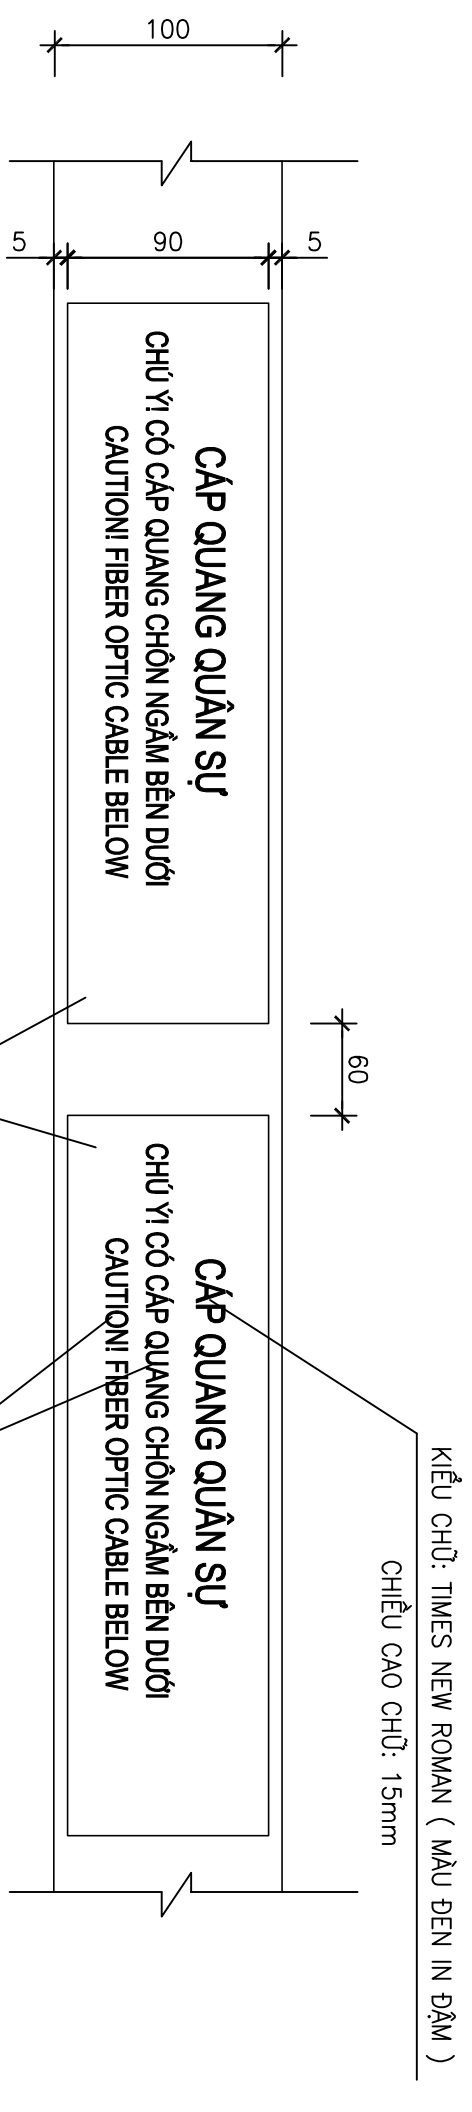 100
5
90
5
CÁP QUANG QUÂN SỰ
CHÚ Ý! CÓ CÁP QUANG CHÔN NGẦM BÊN DƯỚI
CAUTION! FIBER OPTIC CABLE BELOW
60
CÁP QUANG QUÂN SỰ
CHÚ Ý! CÓ CÁP QUANG CHÔN NGẦM BÊN DƯỚI
CAUTION! FIBER OPTIC CABLE BELOW
KIỂU CHỮ: TIMES NEW ROMAN ( MÀU ĐEN IN ĐẬM )
CHIỀU CAO CHỮ: 15mm